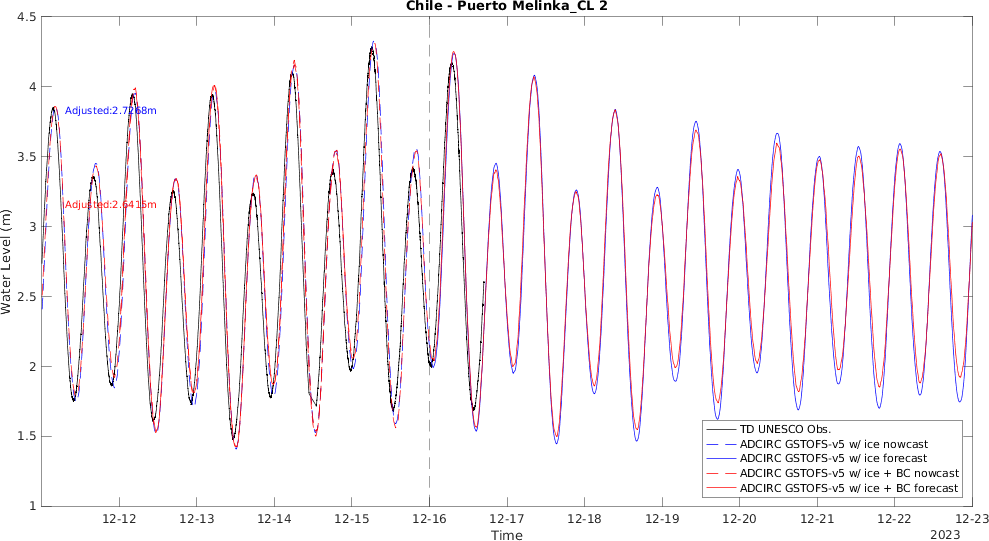 Chile - Puerto Melinka_CL 2
4.5
4
3.5
3
2.5
2
1.5
1
Water Level (m)
Adjusted:2.7268m
Adjusted:2.6415m
12-12
12-13
12-14
12-15
12-16
12-17
12-18
12-19
12-20
12-21
12-22
12-23
Time
2023
TD UNESCO Obs.
ADCIRC GSTOFS-v5 w/ ice nowcast
ADCIRC GSTOFS-v5 w/ ice forecast
ADCIRC GSTOFS-v5 w/ ice + BC nowcast
ADCIRC GSTOFS-v5 w/ ice + BC forecast